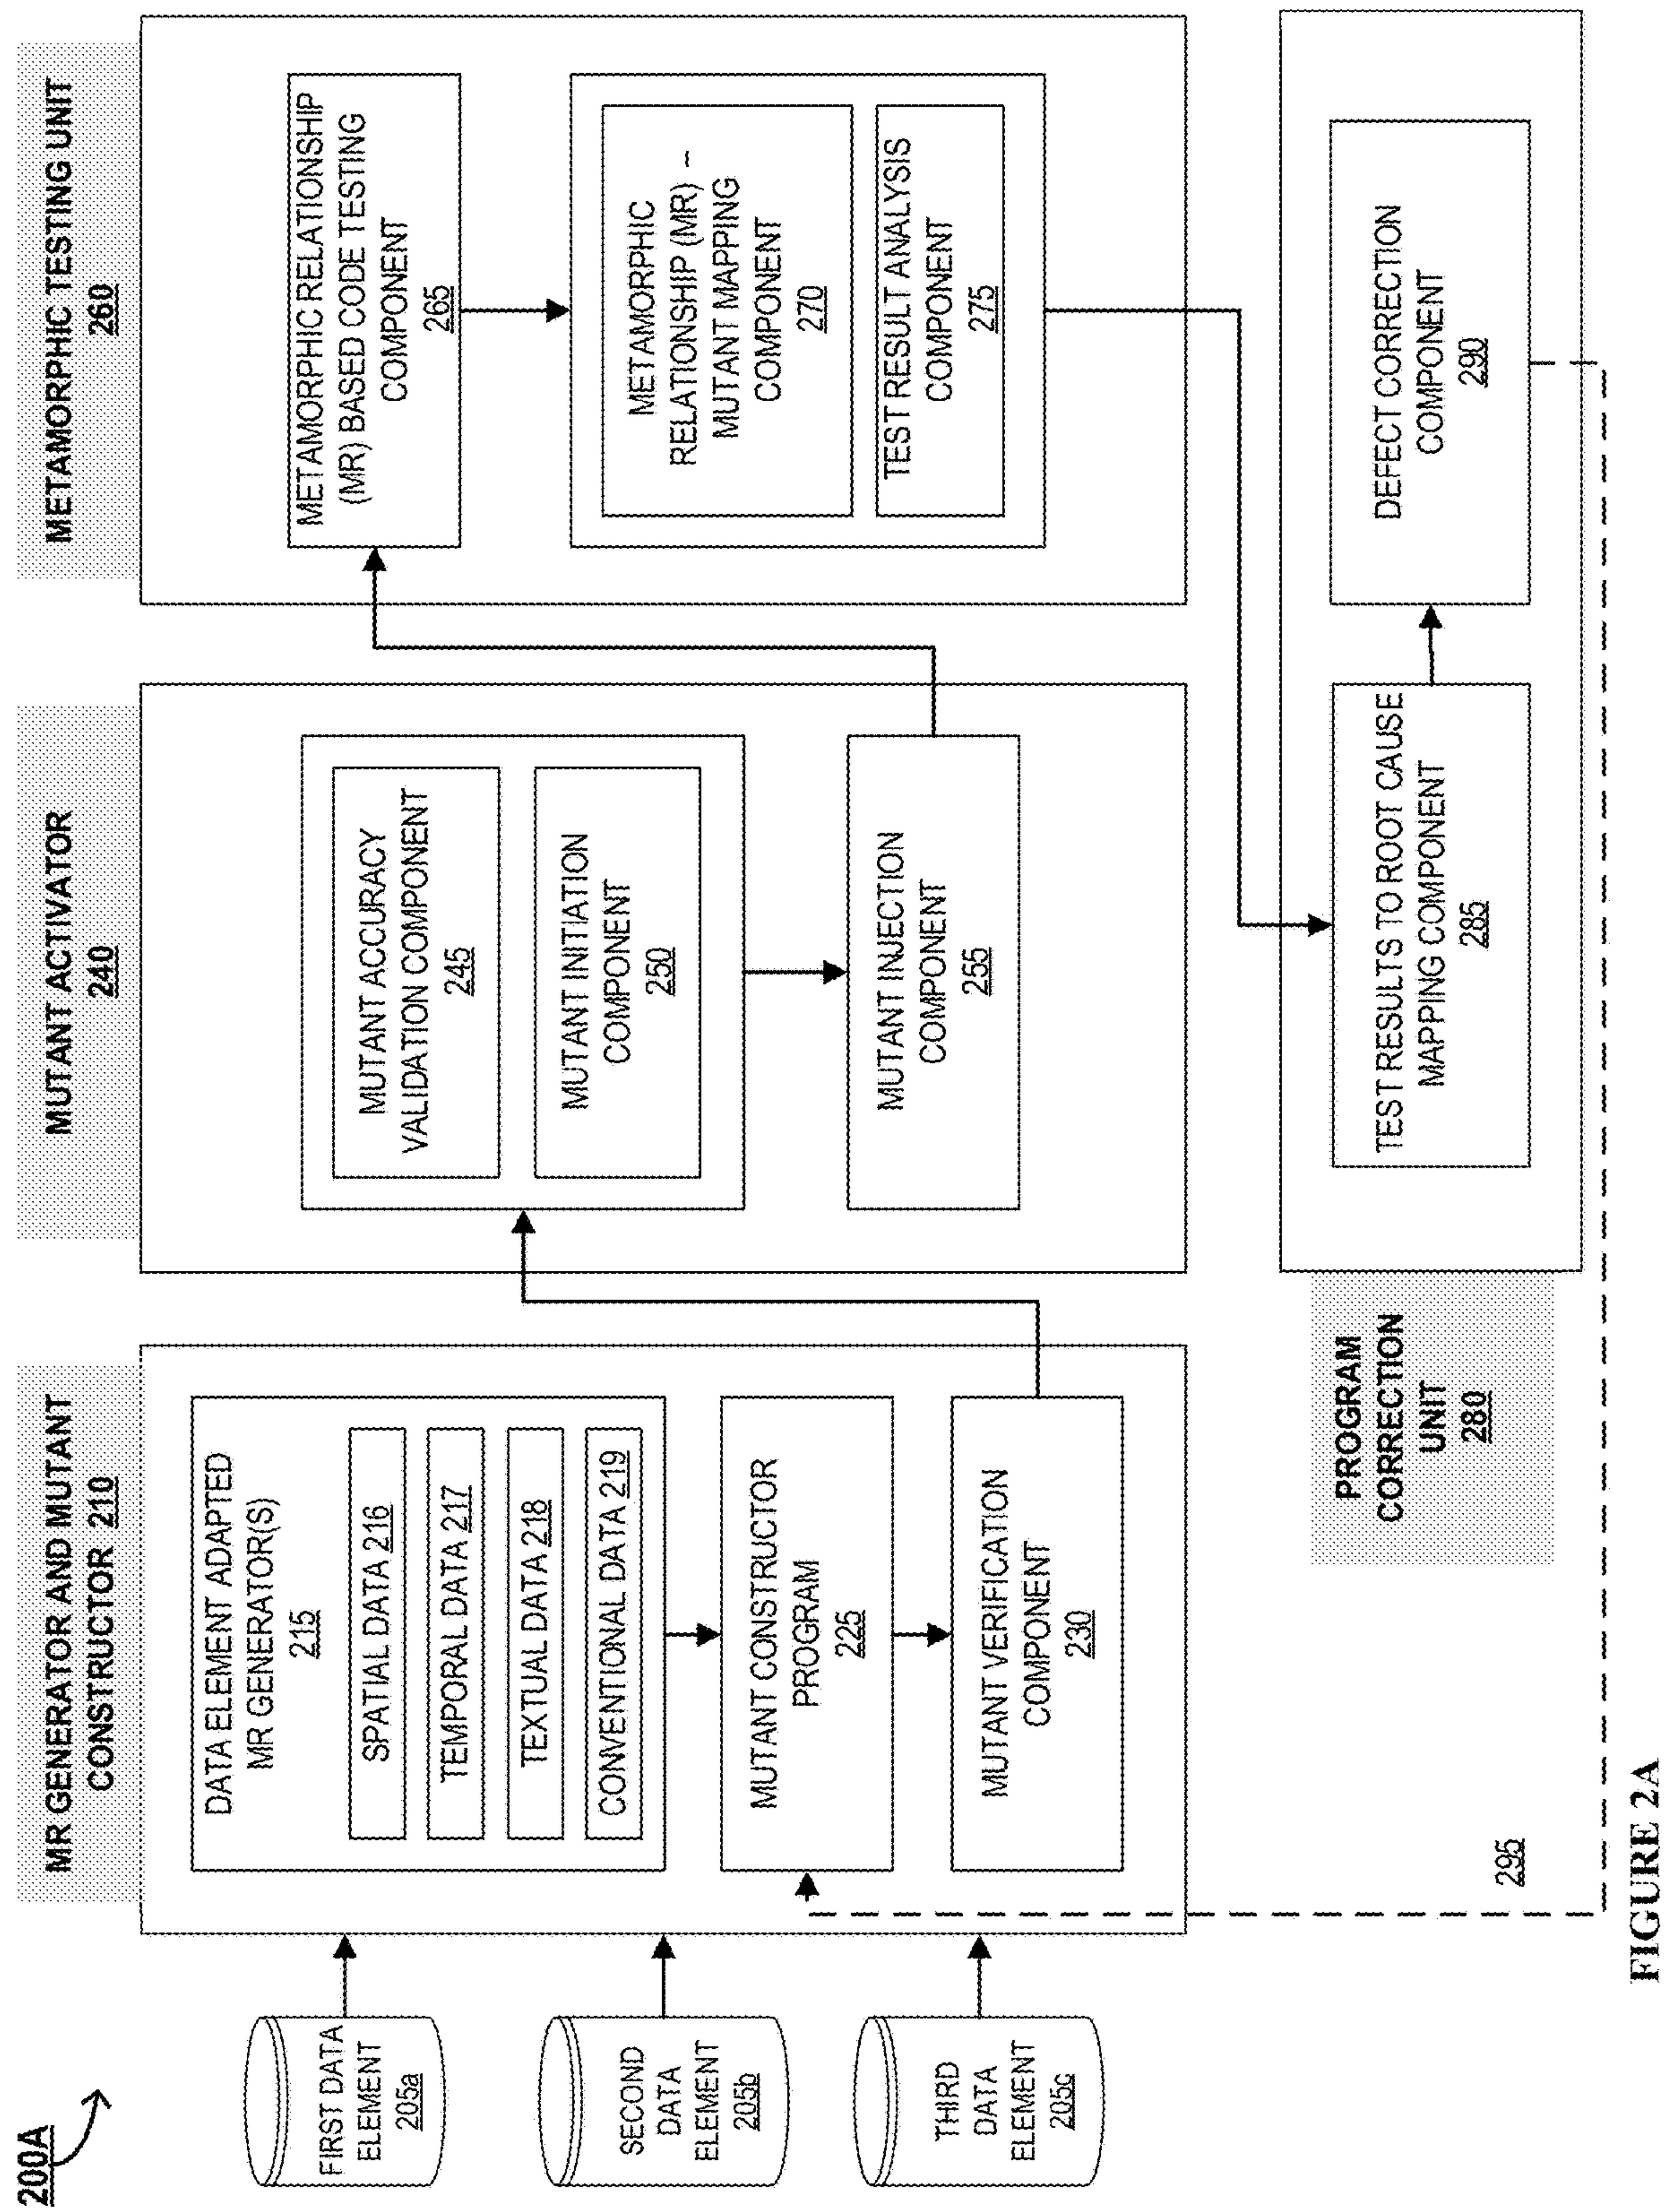 200A
FIRST DATA
ELEMENT
205a
SECOND
DATA
ELEMENT
205b
THIRD
DATA
ELEMENT
205c
MR GENERATOR AND MUTANT
CONSTRUCTOR 210
DATA ELEMENT ADAPTED
MR GENERATOR(S)
215
SPATIAL DATA 216
TEMPORAL DATA 217
TEXTUAL DATA 218
CONVENTIONAL DATA 219
MUTANT CONSTRUCTOR
PROGRAM
225
MUTANT VERIFICATION
COMPONENT
230
MUTANT ACTIVATOR
240
MUTANT ACCURACY
VALIDATION COMPONENT
245
MUTANT INITIATION
COMPONENT
250
MUTANT INJECTION
COMPONENT
255
METAMORPHIC TESTING UNIT
260
METAMORPHIC RELATIONSHIP
(MR) BASED CODE TESTING
COMPONENT
265
METAMORPHIC
RELATIONSHIP (MR) –
MUTANT MAPPING
COMPONENT
270
TEST RESULT ANALYSIS
COMPONENT
275
PROGRAM
CORRECTION
UNIT
280
TEST RESULTS TO ROOT CAUSE
MAPPING COMPONENT
285
DEFECT CORRECTION
COMPONENT
290
295
FIGURE 2A